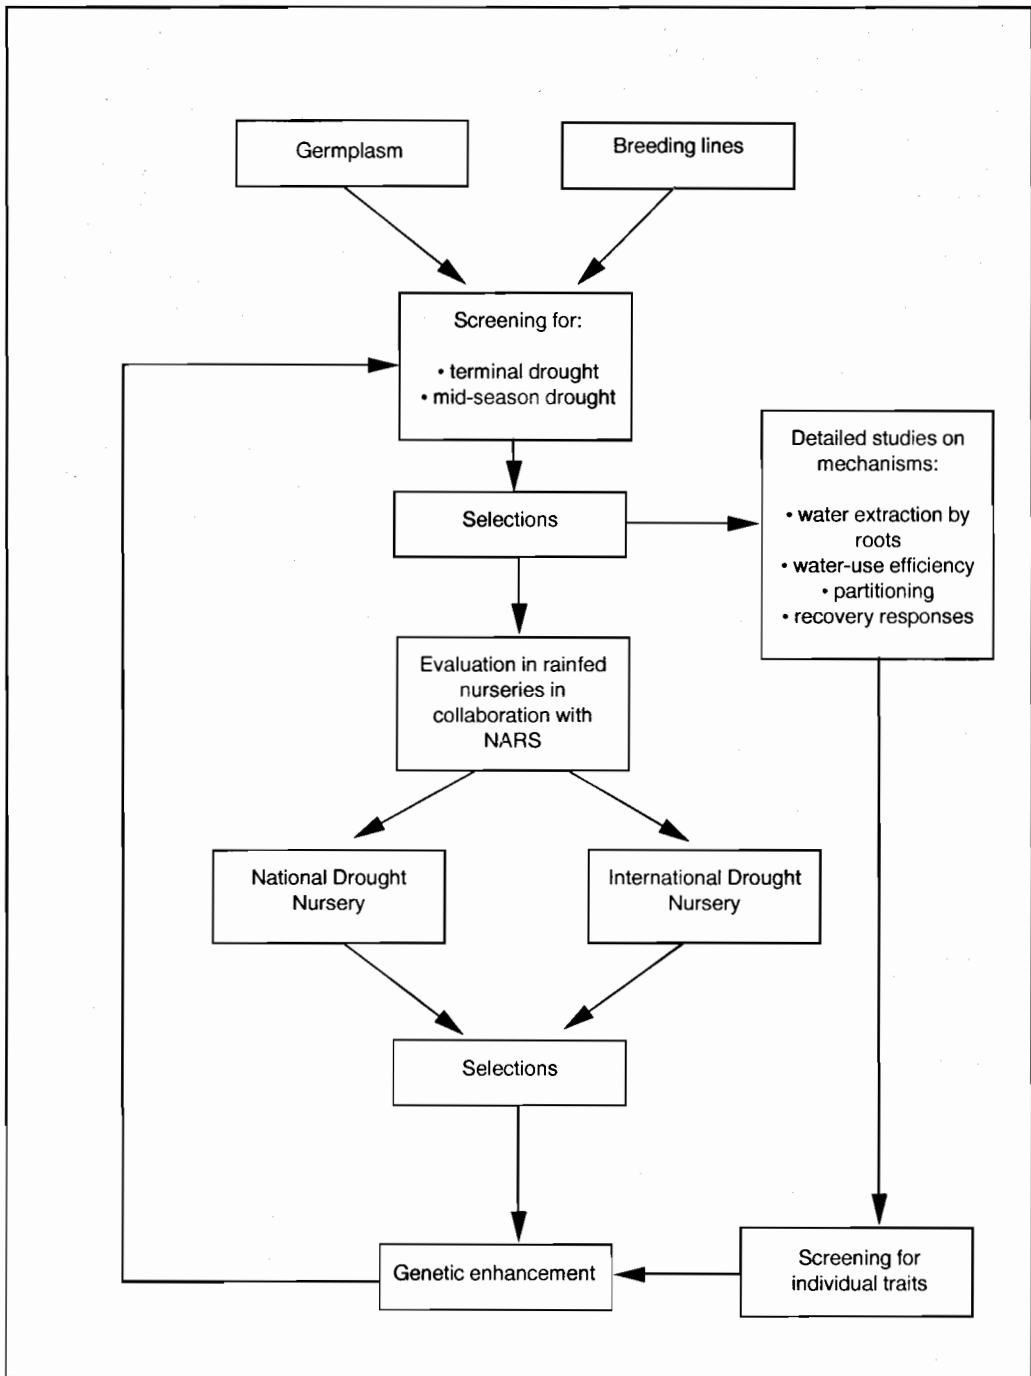 Germplasm
Breeding lines
Screening for:
• terminal drought
• mid-season drought
Selections
Detailed studies on
mechanisms:
• water extraction by
roots
• water-use efficiency
• partitioning
• recovery responses
Evaluation in rainfed
nurseries in
collaboration with
NARS
National Drought
Nursery
International Drought
Nursery
Selections
Genetic enhancement
Screening for
individual traits